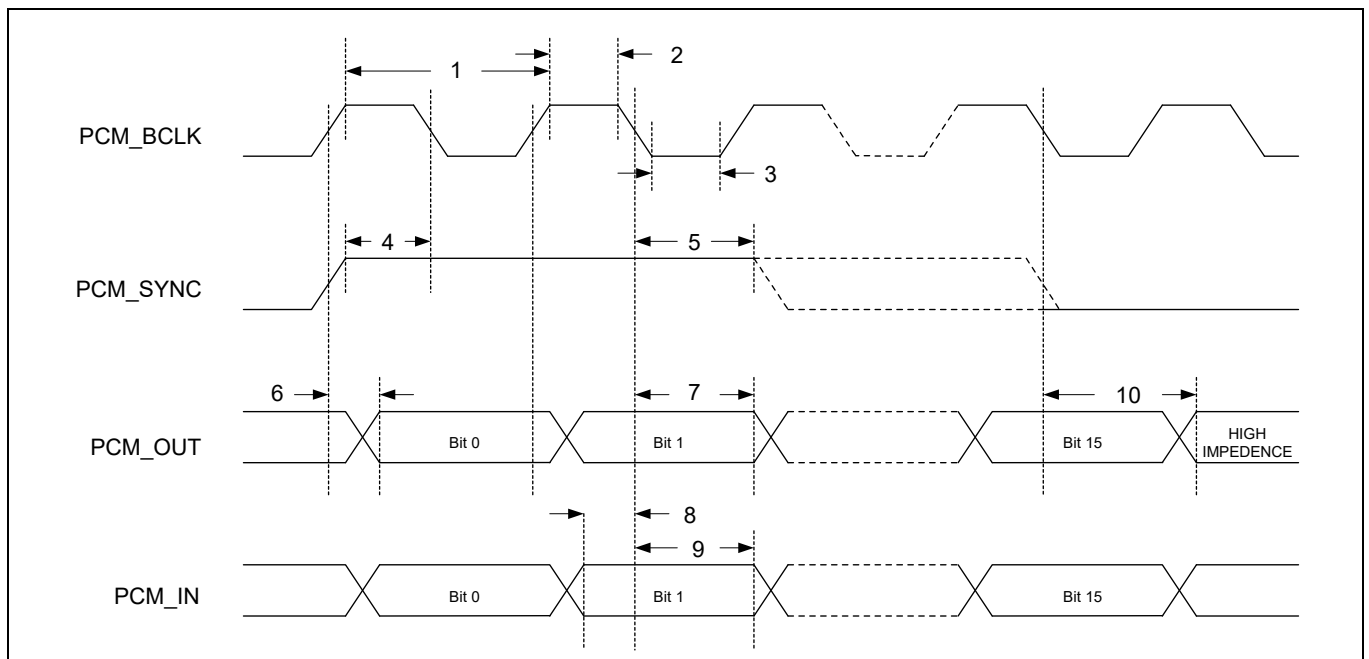 1
2
PCM_BCLK
3
4
5
PCM_SYNC
6
7
10
PCM_OUT
Bit 0
Bit 1
Bit 15
HIGH
IMPEDENCE
8
9
PCM_IN
Bit 0
Bit 1
Bit 15